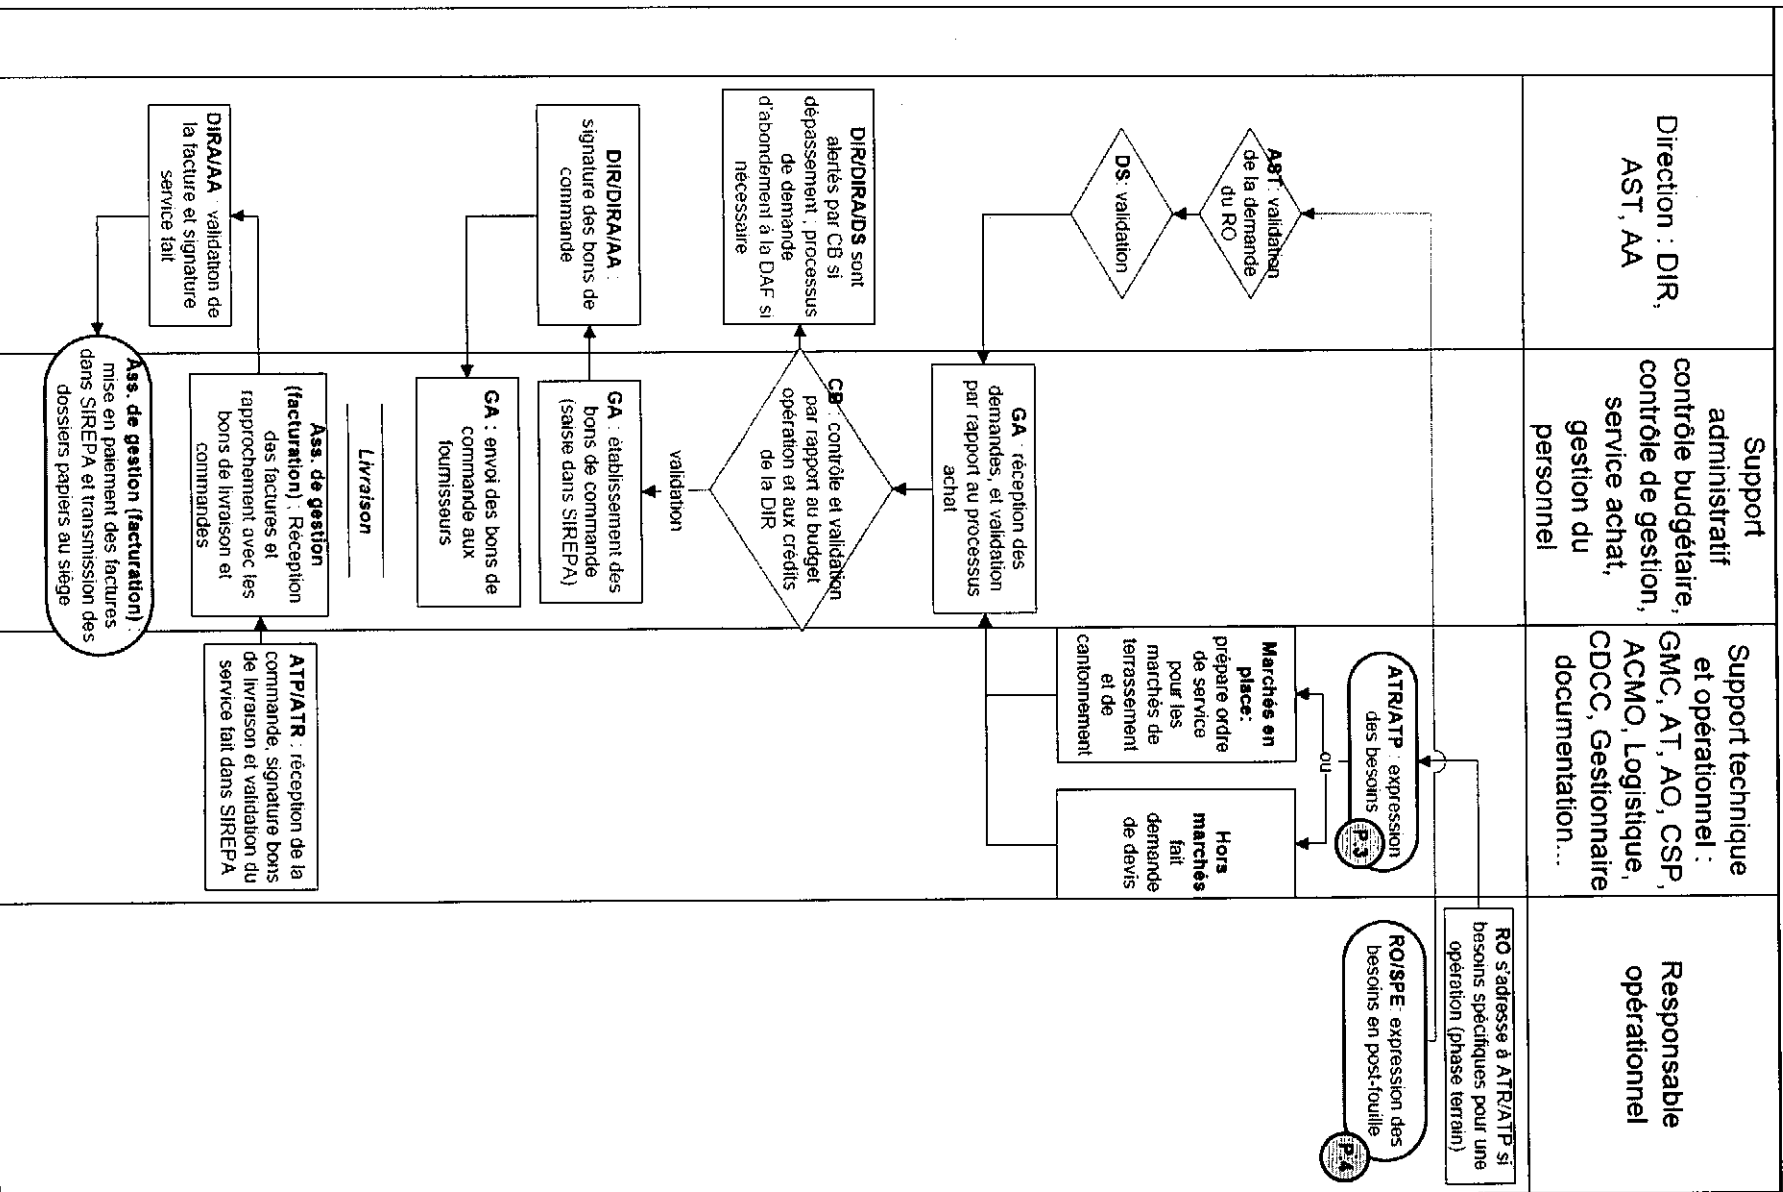 Direction : DIR,
AST, AA
Support
administratif
contrôle budgétaire,
contrôle de gestion,
service achat,
gestion du
personnel
Support technique
et opérationnel :
GMC, AT, AO, CSP,
ACMO, Logistique,
CDCC, Gestionnaire
documentation...
Responsable
opérationnel
RO s'adresse à ATR/ATP si
besoins spécifiques pour une
opération (phase terrain)
RO/SPE: expression des
besoins en post-fouille
P.4
ATR/ATP : expression
des besoins
P.3
ou
Marchés en
place:
prépare ordre
de service
pour les
marchés de
terrassement
et de
cantonnement
Hors
marchés
fait
demande
de devis
AST: validation
de la demande
du RO
DS: validation
GA : réception des
demandes, et validation
par rapport au processus
achat
CB : contrôle et validation
par rapport au budget
opération et aux crédits
de la DIR
DIR/DIRA/DS sont
alertés par CB si
dépassement ; processus
de demande
d'abondement à la DAF si
nécessaire
validation
GA : établissement des
bons de commande
(saisie dans SIREPA)
DIR/DIRA/AA :
signature des bons de
commande
GA : envoi des bons de
commande aux
fournisseurs
Livraison
ATP/ATR : réception de la
commande, signature bons
de livraison et validation du
service fait dans SIREPA
Ass. de gestion
(facturation) : Réception
des factures et
rapprochement avec les
bons de livraison et
commandes
DIRA/AA : validation de
la facture et signature
service fait
Ass. de gestion (facturation) :
mise en paiement des factures
dans SIREPA et transmission des
dossiers papiers au siège